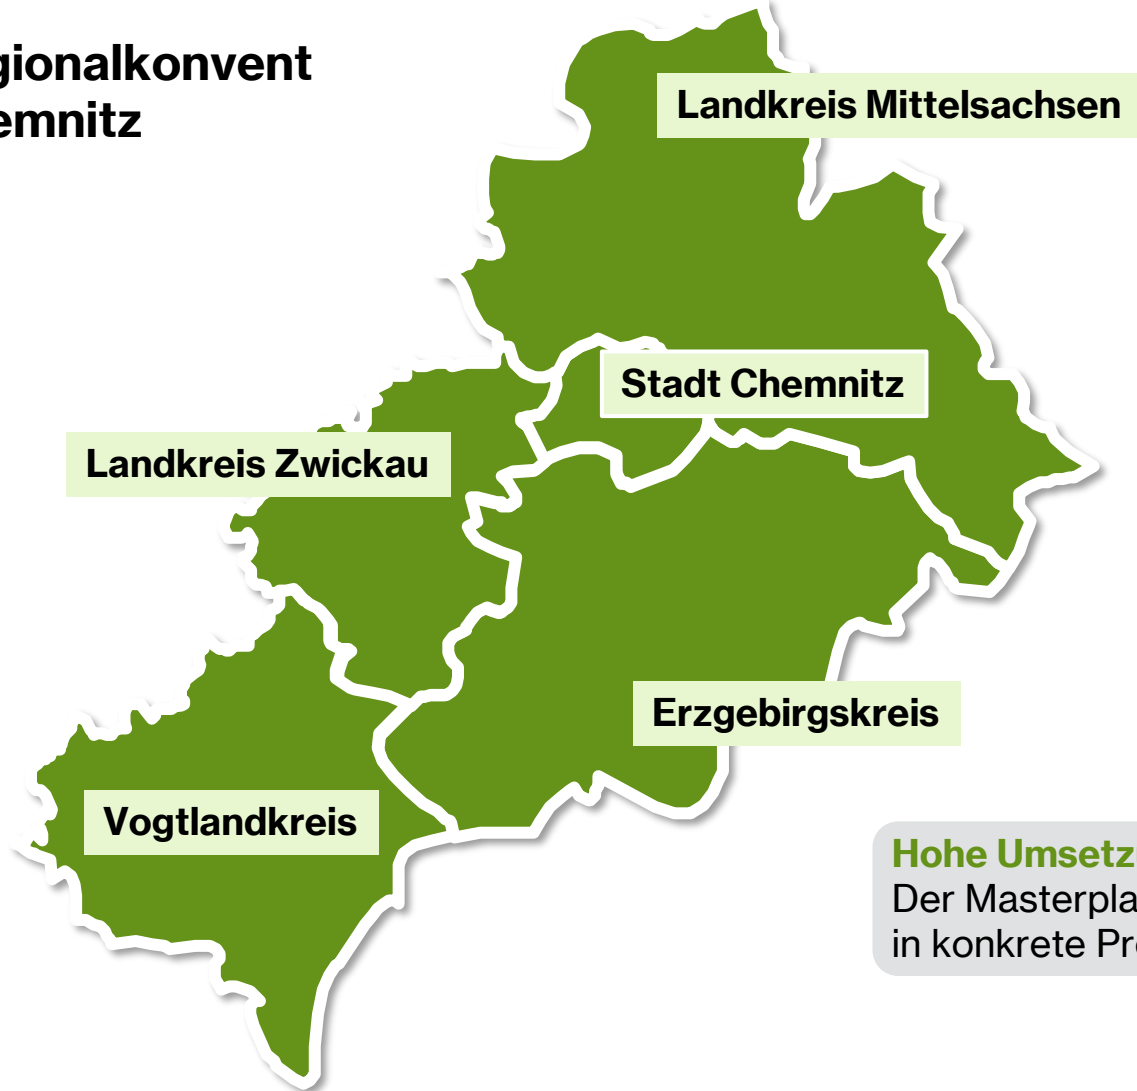 gionalkonvent
emnitz
Landkreis Mittelsachsen
Stadt Chemnitz
Landkreis Zwickau
Erzgebirgskreis
Vogtlandkreis
Hohe Umsetz
Der Masterpla
in konkrete Pr